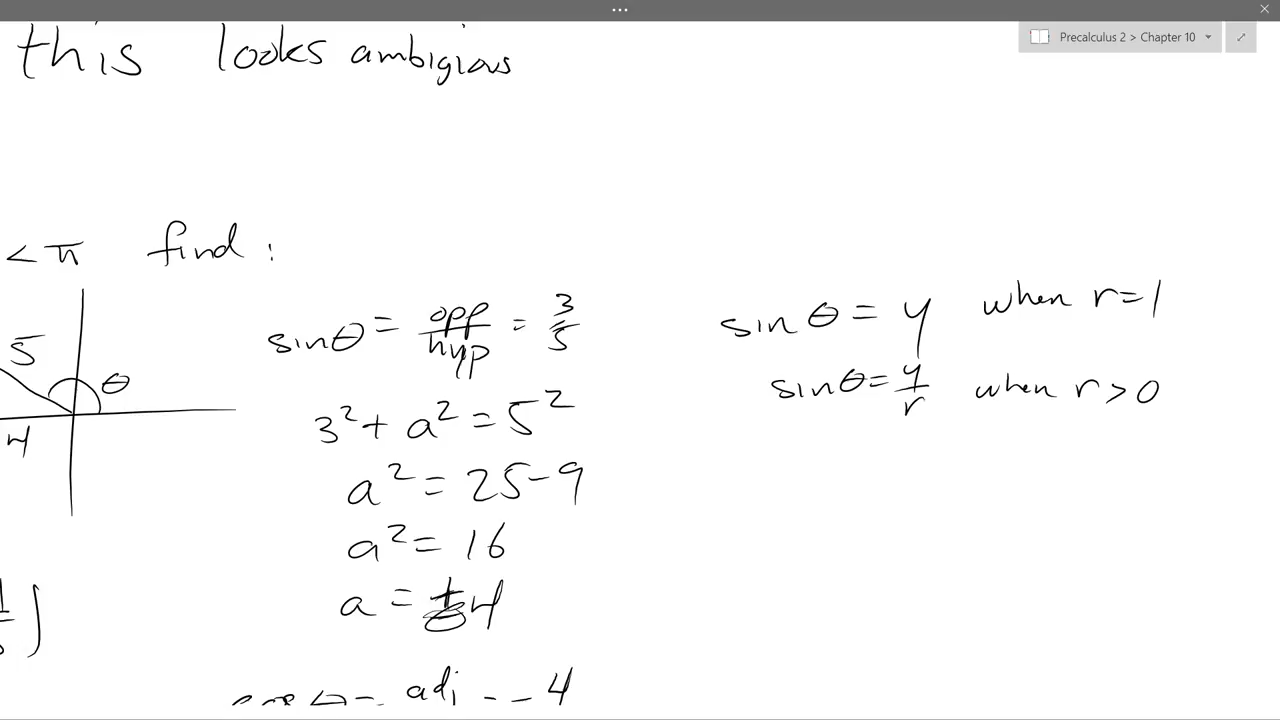 Precalculus 2 > Chapter 10
this looks ambigious
< π find:
5
θ
4
sinθ = opp/hyp = 3/5
3² + a² = 5²
a² = 25 - 9
a² = 16
a = ±4
adj = -4
sin θ = y when r=1
sinθ = y/r when r > 0